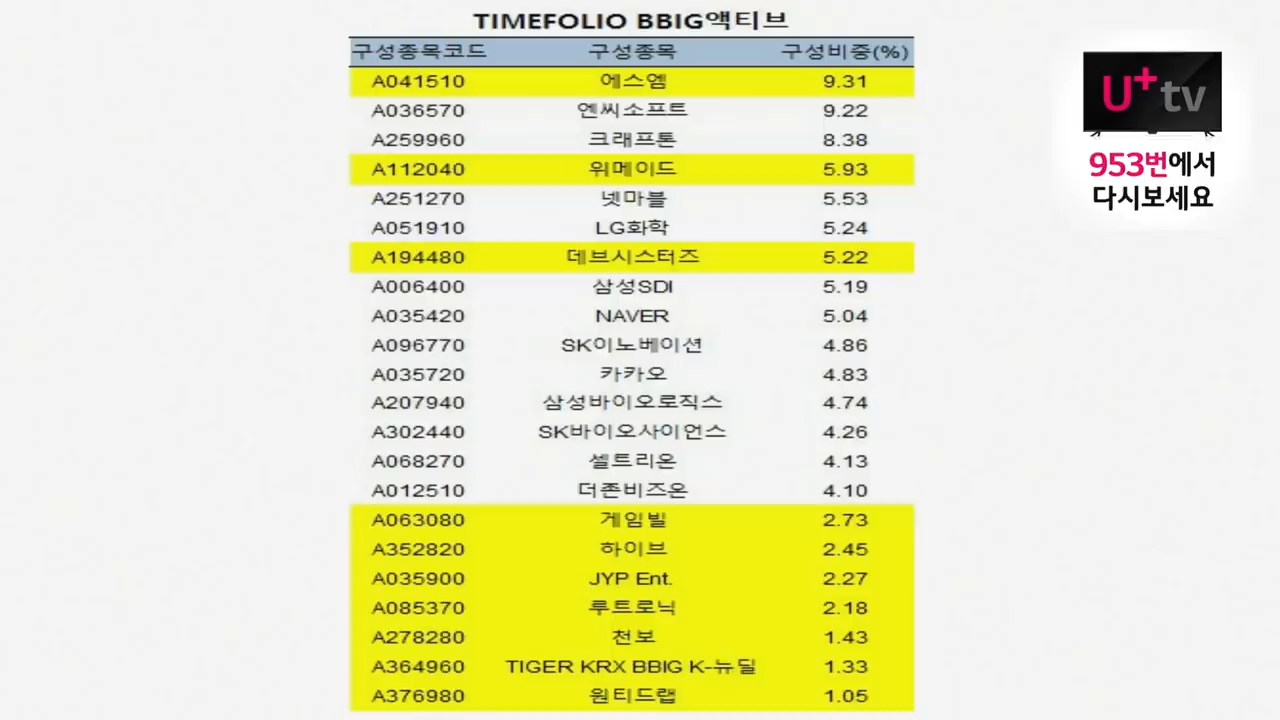 TIMEFOLIO BBIG액티브
구성종목코드 구성종목 구성비중(%)
A041510 에스엠 9.31
A036570 엔씨소프트 9.22
A259960 크래프톤 8.38
A112040 위메이드 5.93
A251270 넷마블 5.53
A051910 LG화학 5.24
A194480 데브시스터즈 5.22
A006400 삼성SDI 5.19
A035420 NAVER 5.04
A096770 SK이노베이션 4.86
A035720 카카오 4.83
A207940 삼성바이오로직스 4.74
A302440 SK바이오사이언스 4.26
A068270 셀트리온 4.13
A012510 더존비즈온 4.10
A063080 게임빌 2.73
A352820 하이브 2.45
A035900 JYP Ent. 2.27
A085370 루트로닉 2.18
A278280 천보 1.43
A364960 TIGER KRX BBIG K-뉴딜 1.33
A376980 원티드랩 1.05
U+tv
953번에서
다시보세요